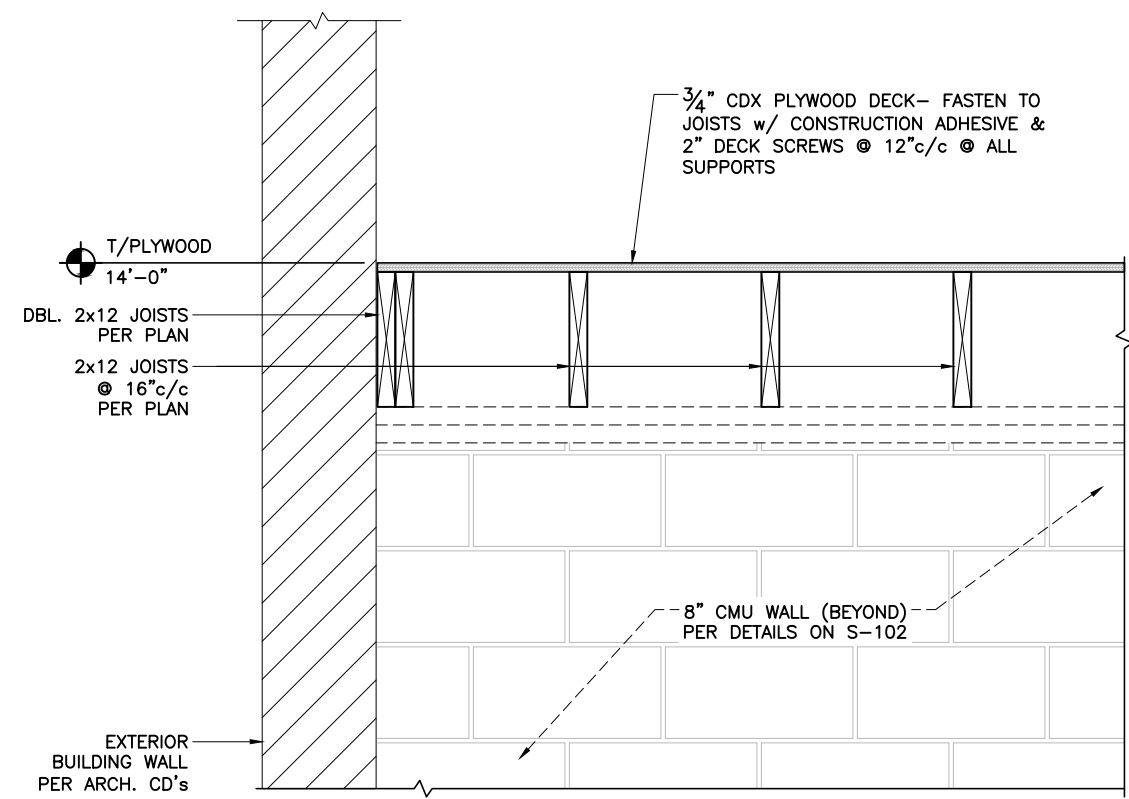 ¾" CDX PLYWOOD DECK– FASTEN TO
JOISTS w/ CONSTRUCTION ADHESIVE &
2" DECK SCREWS @ 12"c/c @ ALL
SUPPORTS
T/PLYWOOD
14'–0"
DBL. 2x12 JOISTS
PER PLAN
2x12 JOISTS
@ 16"c/c
PER PLAN
8" CMU WALL (BEYOND)
PER DETAILS ON S–102
EXTERIOR
BUILDING WALL
PER ARCH. CD's